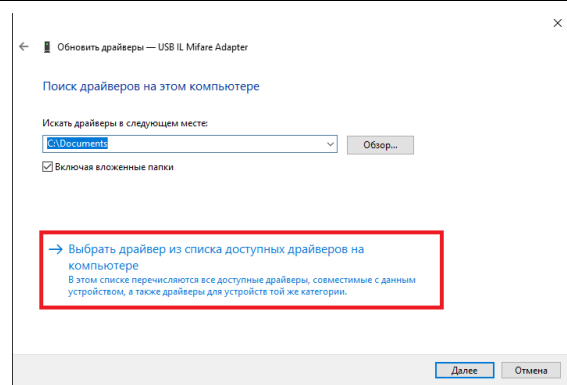 Обновить драйверы — USB IL Mifare Adapter
Поиск драйверов на этом компьютере
Искать драйверы в следующем месте:
C:\Documents
Обзор...
Включая вложенные папки
Выбрать драйвер из списка доступных драйверов на
компьютере
В этом списке перечисляются все доступные драйверы, совместимые с данным
устройством, а также драйверы для устройств той же категории.
Далее
Отмена